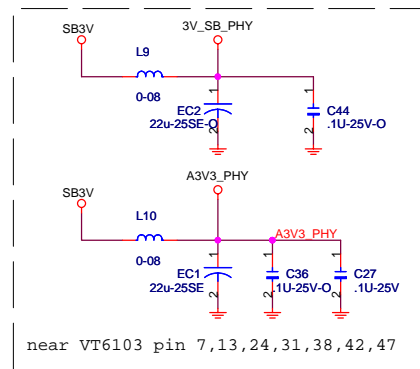 SB3V
3V_SB_PHY
L9
0-08
1
EC2
22u-25SE-O
2
1
C44
.1U-25V-O
2
SB3V
A3V3_PHY
L10
0-08
A3V3_PHY
1
EC1
22u-25SE
2
1
C36
.1U-25V-O
2
1
C27
.1U-25V
2
near VT6103 pin 7,13,24,31,38,42,47